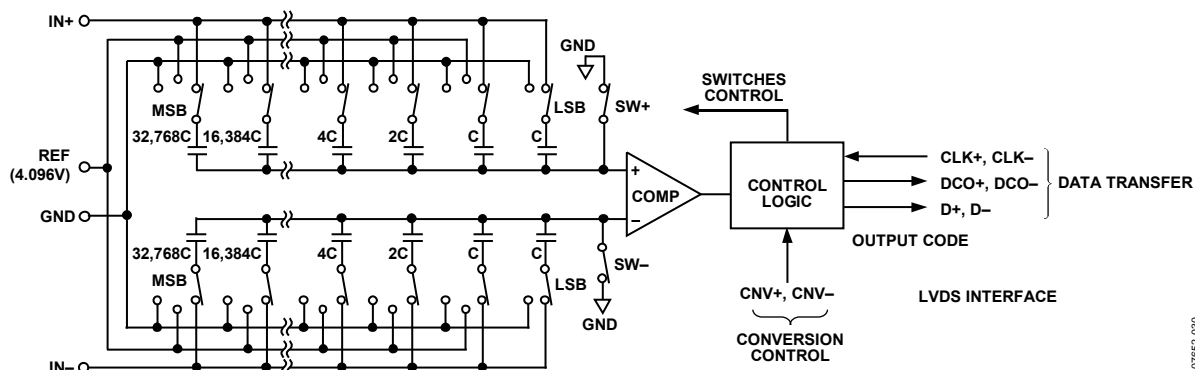 IN+
GND
SWITCHES
CONTROL
MSB
LSB
SW+
32,768C 16,384C 4C 2C C C
REF
(4.096V)
GND
COMP
+
−
CONTROL
LOGIC
CLK+, CLK−
DCO+, DCO−
D+, D−
DATA TRANSFER
OUTPUT CODE
32,768C 16,384C 4C 2C C C
MSB
LSB
SW−
GND
CNV+, CNV−
CONVERSION
CONTROL
LVDS INTERFACE
IN−